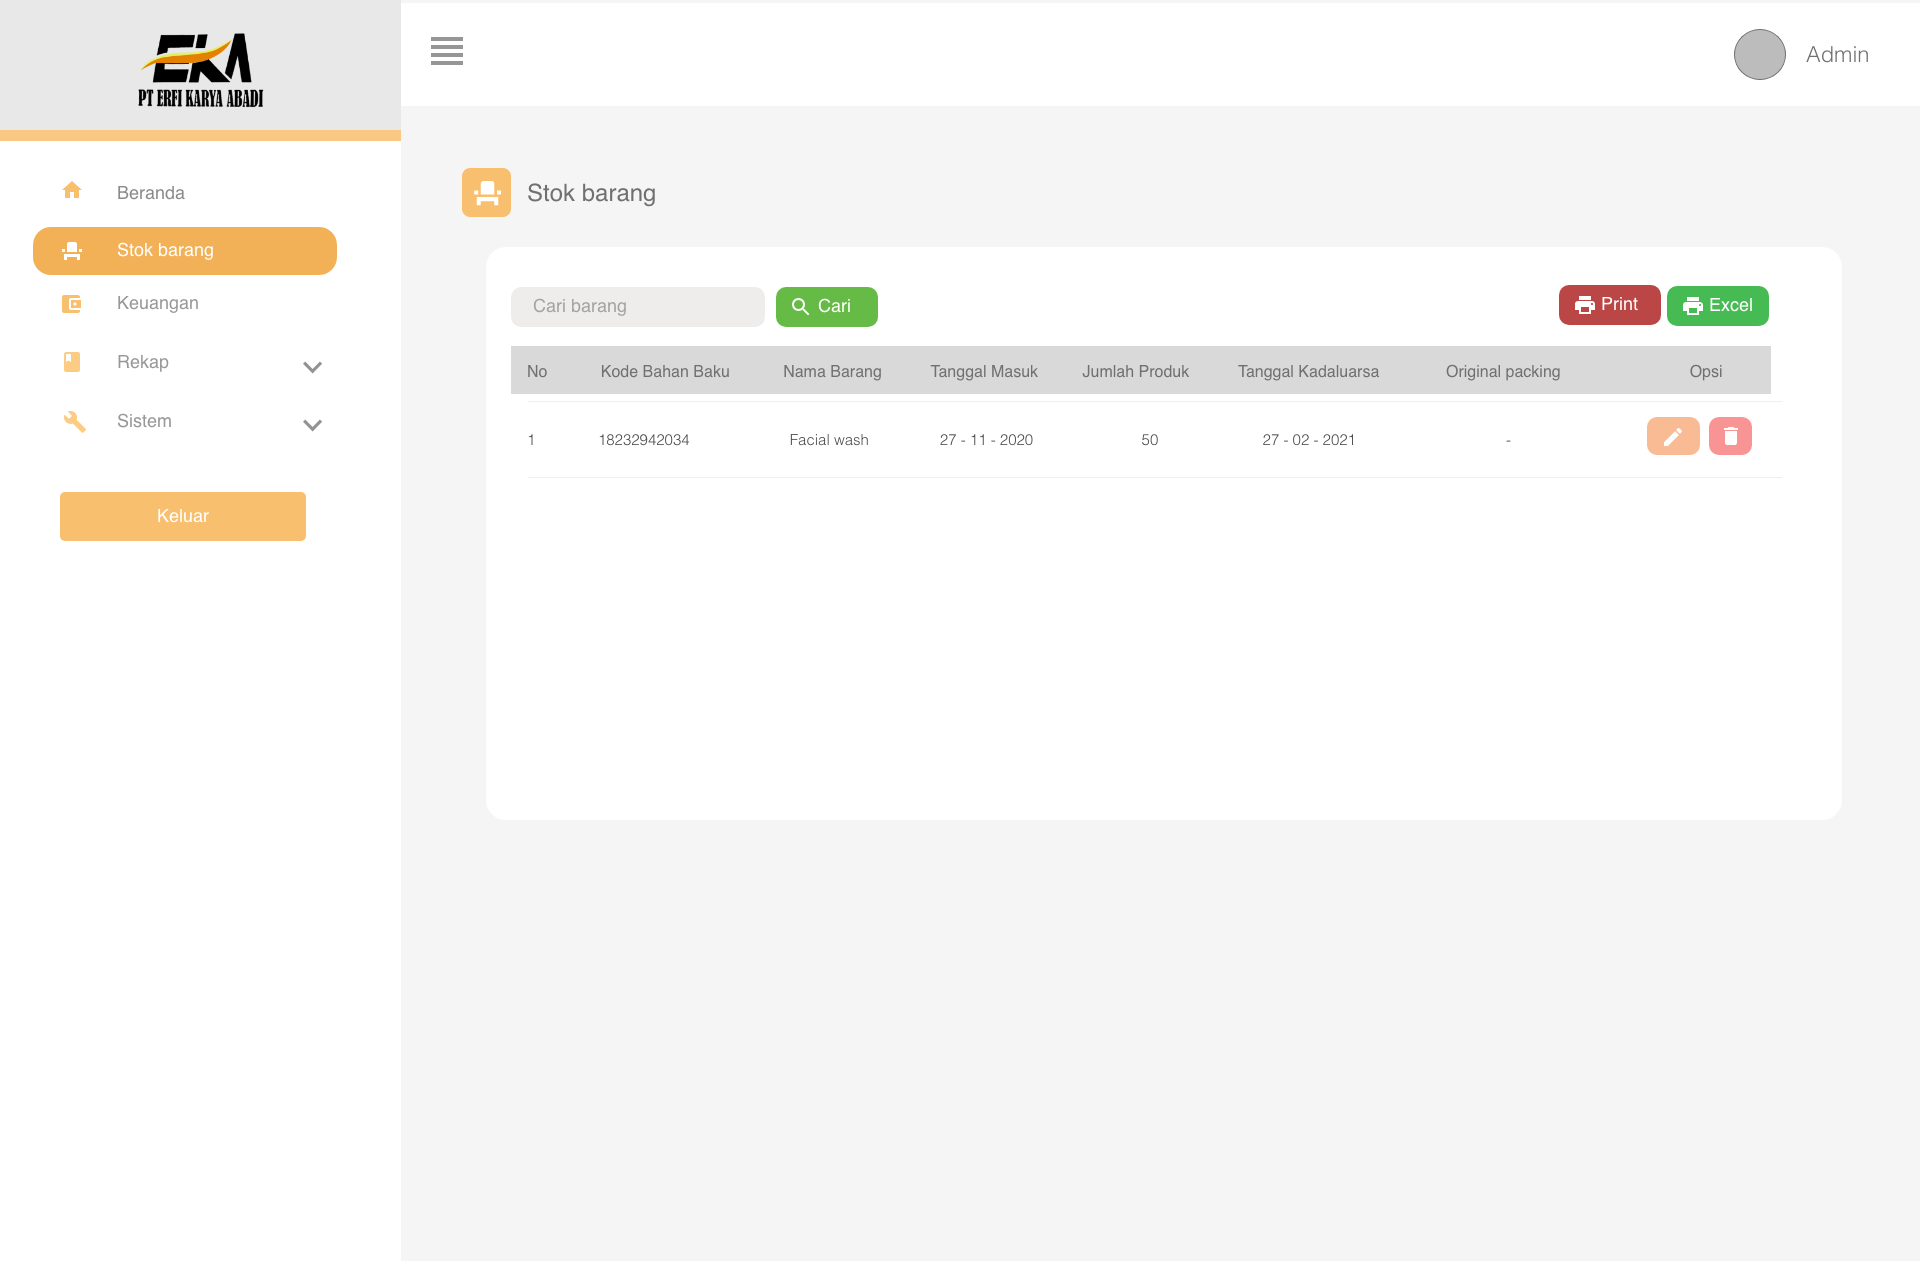 EKA
PT ERFI KARYA ABADI
Admin
Beranda
Stok barang
Keuangan
Rekap
Sistem
Keluar
Stok barang
Cari barang
Cari
Print
Excel
No Kode Bahan Baku Nama Barang Tanggal Masuk Jumlah Produk Tanggal Kadaluarsa Original packing Opsi
1 18232942034 Facial wash 27 - 11 - 2020 50 27 - 02 - 2021 -